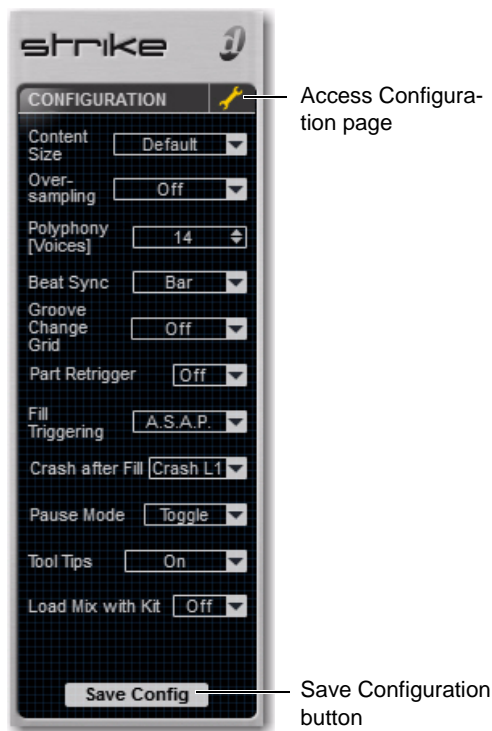 strike
CONFIGURATION
Access Configura-
tion page
Content
Size
Default
Over-
sampling
Off
Polyphony
[Voices]
14
Beat Sync
Bar
Groove
Change
Grid
Off
Part Retrigger
Off
Fill
Triggering
A.S.A.P.
Crash after Fill
Crash L1
Pause Mode
Toggle
Tool Tips
On
Load Mix with Kit
Off
Save Config
Save Configuration
button